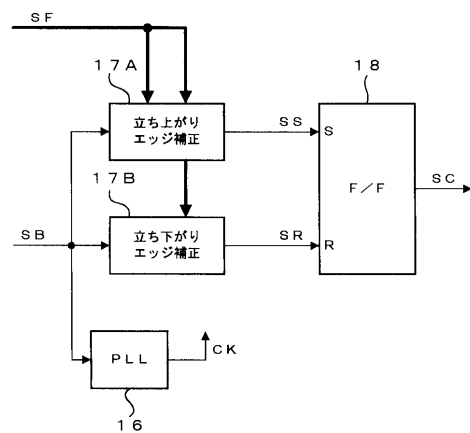 SF
17A
18
立ち上がり
エッジ補正
SS
S
17B
F/F
SC
立ち下がり
エッジ補正
SB
SR
R
PLL
CK
16